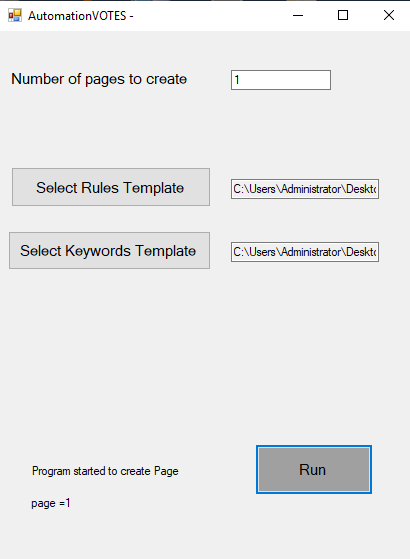 AutomationVOTES -
Number of pages to create 1
Select Rules Template C:\Users\Administrator\Deskto
Select Keywords Template C:\Users\Administrator\Deskto
Program started to create Page
Run
page =1